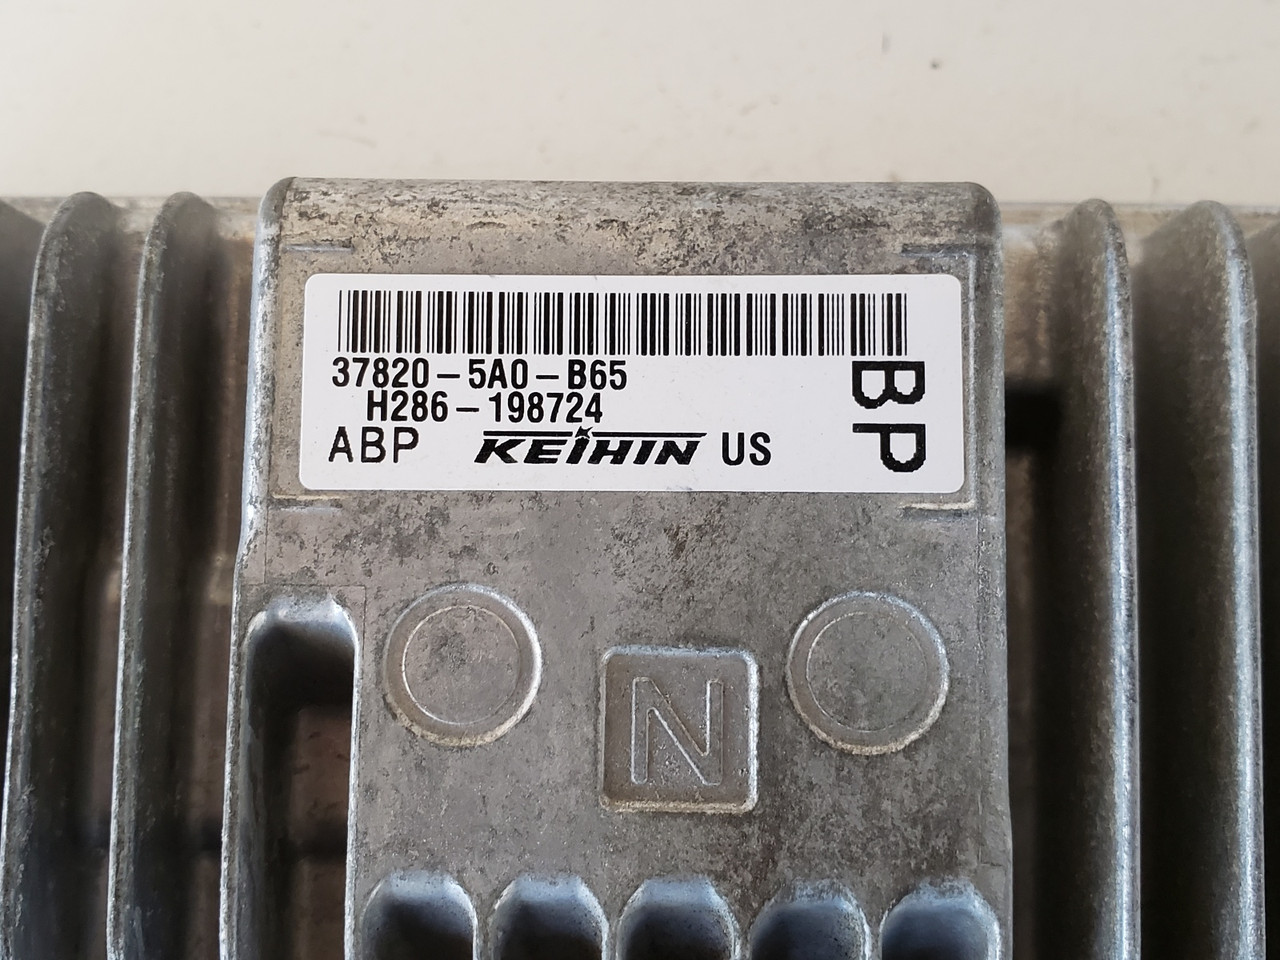 37820-5A0-B65
H286-198724
ABP KEIHIN US
BP
N